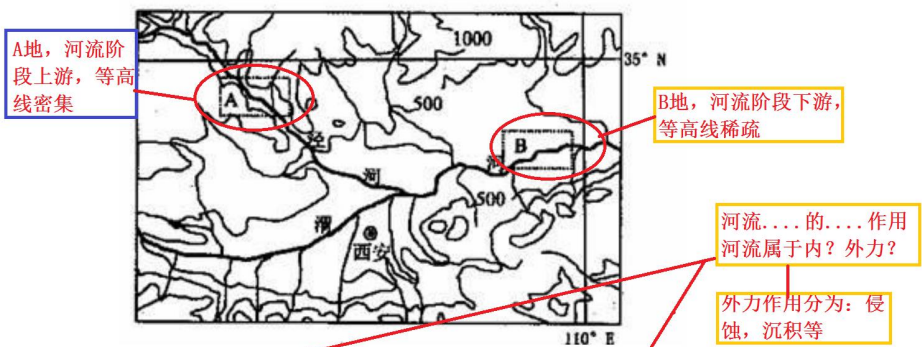 A地，河流阶
段上游，等高
线密集
1000
35° N
A
500
B地，河流阶段下游，
等高线稀疏
B
泾
河
河
渭
500
西安
河流....的....作用
河流属于内？外力？
外力作用分为：侵
蚀，沉积等
110° E